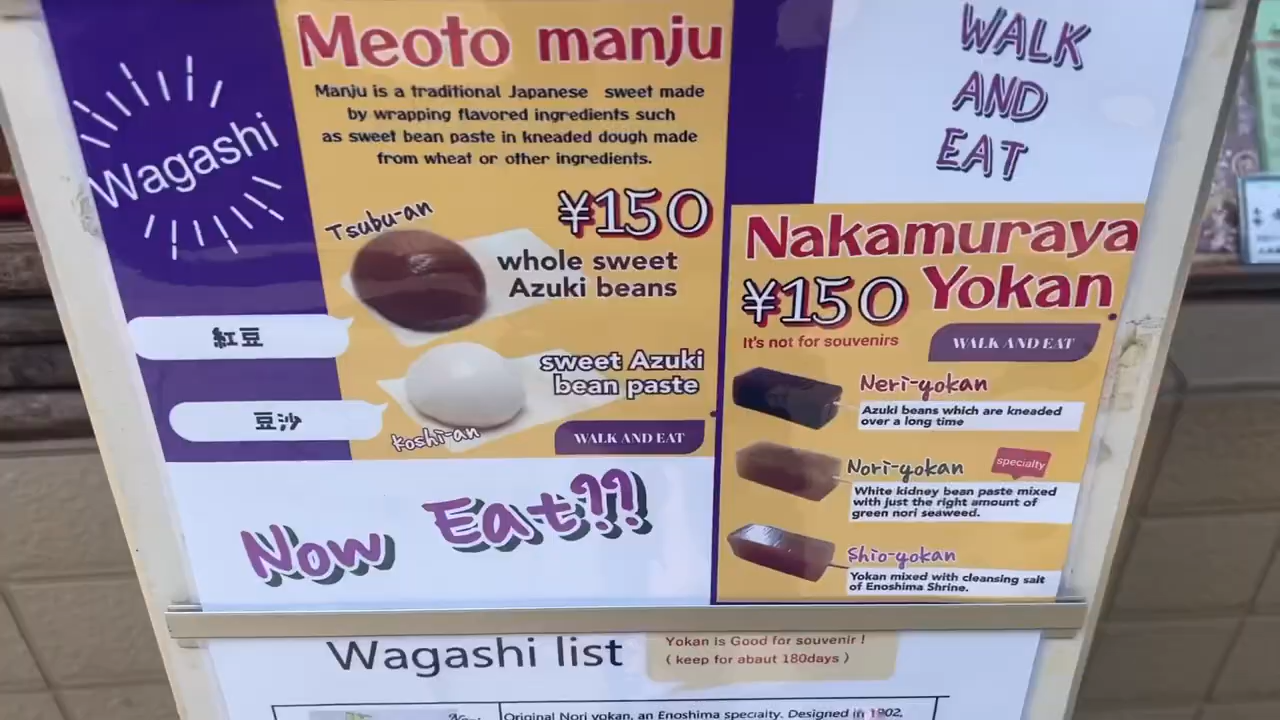 Wagashi
Meoto manju
Manju is a traditional Japanese sweet made
by wrapping flavored ingredients such
as sweet bean paste in kneaded dough made
from wheat or other ingredients.
Tsubu-an
¥150
whole sweet
Azuki beans
紅豆
sweet Azuki
bean paste
豆沙
koshi-an
WALK AND EAT
Now Eat??
WALK
AND
EAT
Nakamuraya
Yokan
¥150
It's not for souvenirs
WALK AND EAT
Neri-yokan
Azuki beans which are kneaded
over a long time
Nori-yokan
specialty
White kidney bean paste mixed
with just the right amount of
green nori seaweed.
Shio-yokan
Yokan mixed with cleansing salt
of Enoshima Shrine.
Wagashi list
Yokan is Good for souvenir !
( keep for abaut 180days )
Original Nori yokan, an Enoshima specialty. Designed in 1902,